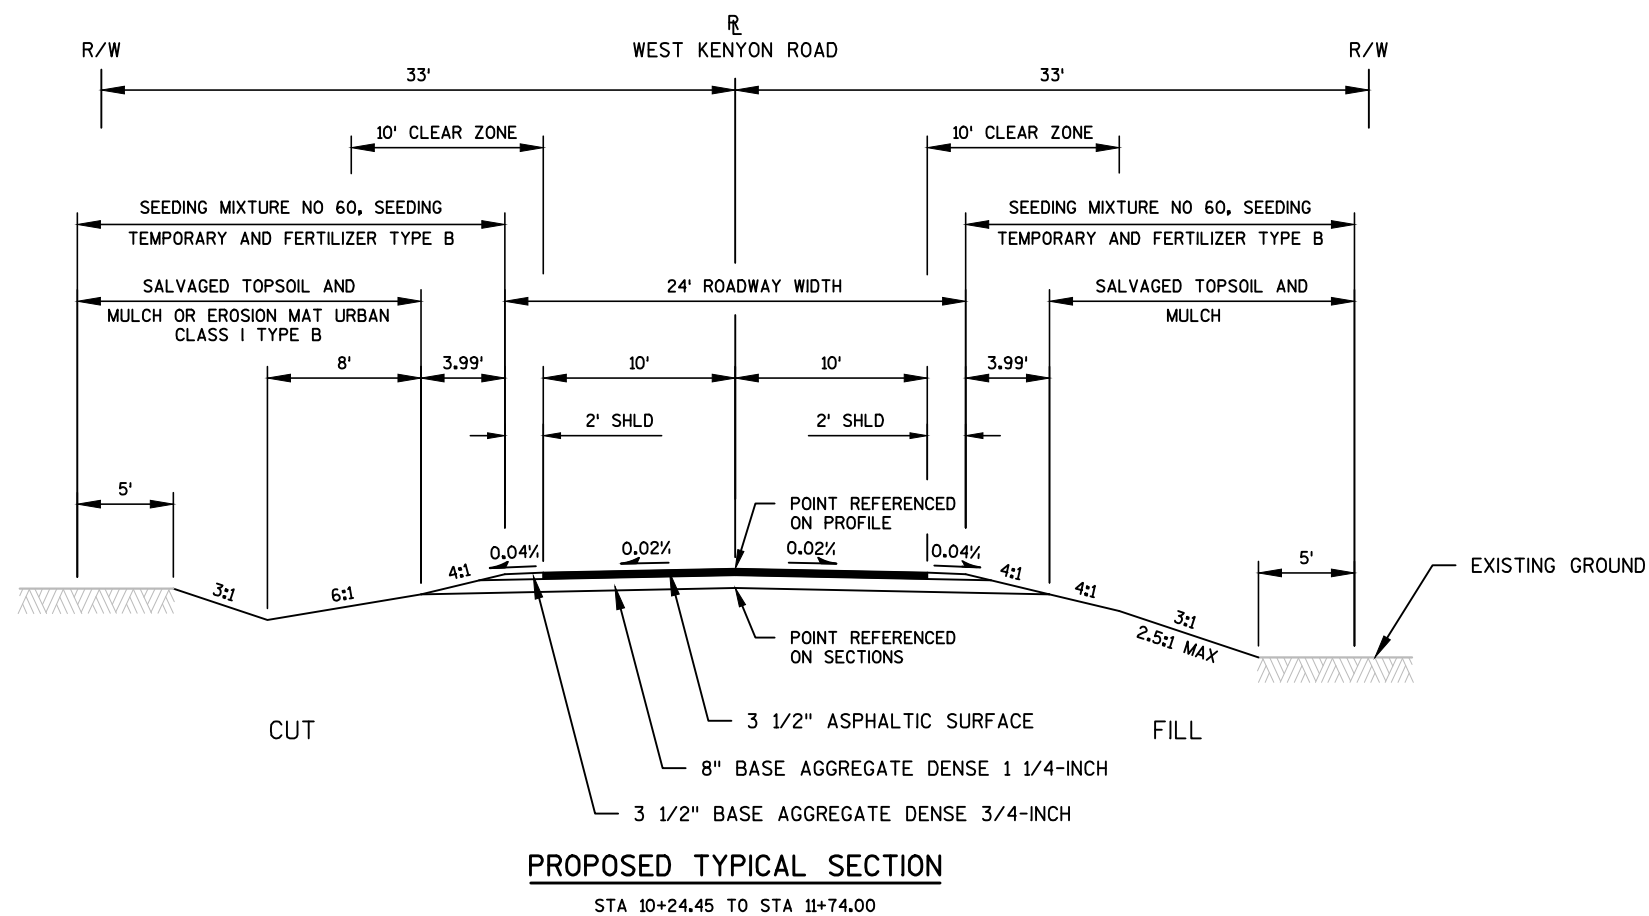 R/W
WEST KENYON ROAD
R/W
33'
33'
10' CLEAR ZONE
10' CLEAR ZONE
SEEDING MIXTURE NO 60, SEEDING
TEMPORARY AND FERTILIZER TYPE B
SEEDING MIXTURE NO 60, SEEDING
TEMPORARY AND FERTILIZER TYPE B
SALVAGED TOPSOIL AND
MULCH OR EROSION MAT URBAN
CLASS I TYPE B
24' ROADWAY WIDTH
SALVAGED TOPSOIL AND
MULCH
8'
3.99'
10'
10'
3.99'
2' SHLD
2' SHLD
5'
POINT REFERENCED
ON PROFILE
0.04%
0.02%
0.02%
0.04%
5'
EXISTING GROUND
3:1
6:1
4:1
4:1
4:1
3:1
2.5:1 MAX
POINT REFERENCED
ON SECTIONS
CUT
3 1/2" ASPHALTIC SURFACE
FILL
8" BASE AGGREGATE DENSE 1 1/4-INCH
3 1/2" BASE AGGREGATE DENSE 3/4-INCH
PROPOSED TYPICAL SECTION
STA 10+24.45 TO STA 11+74.00